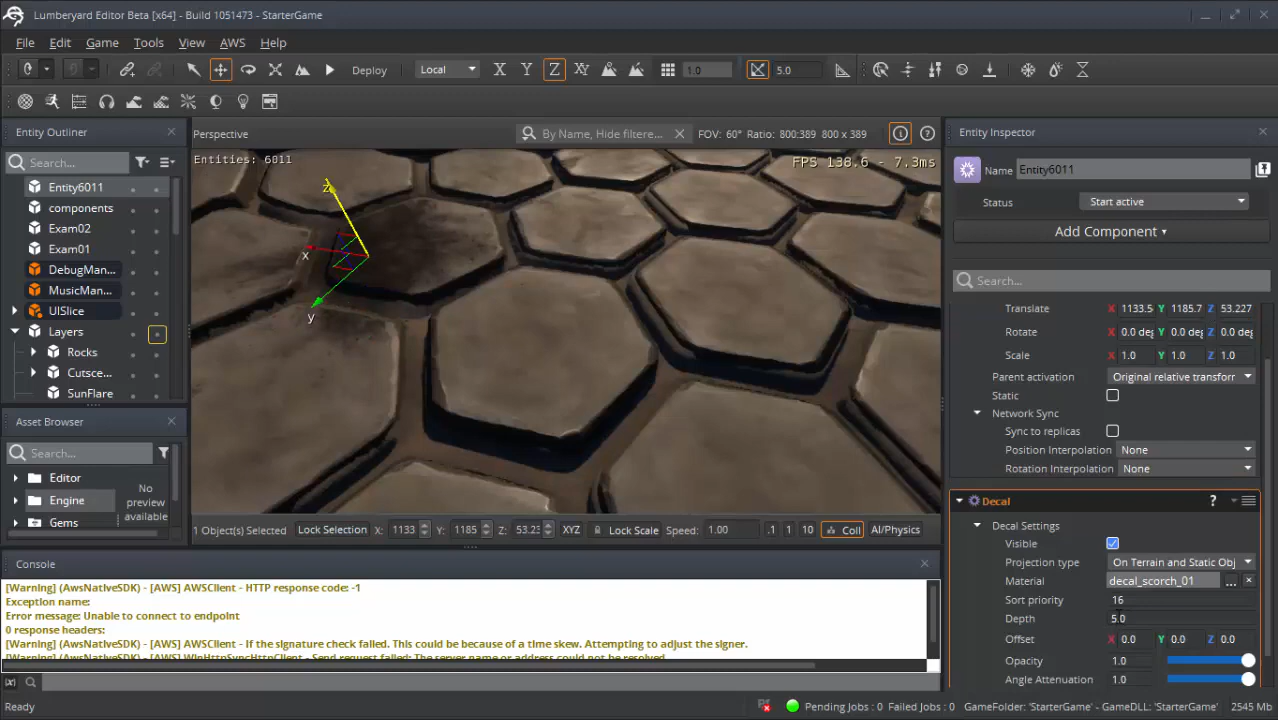 Lumberyard Editor Beta [x64] - Build 1051473 - StarterGame
File Edit Game Tools View AWS Help
Deploy Local X Y Z XY 1.0 5.0
Entity Outliner
Search...
Entity6011
components
Exam02
Exam01
DebugMan...
MusicMan...
UISlice
Layers
Rocks
Cutsce...
SunFlare
Asset Browser
Search...
Editor
Engine
Gems
No
preview
available
Perspective By Name, Hide filtere... FOV: 60° Ratio: 800:389 800 x 389
Entities: 6011 FPS 138.6 - 7.3ms
z
x
y
1 Object(s) Selected Lock Selection X: 1133 Y: 1185 Z: 53.23 XYZ Lock Scale Speed: 1.00 .1 1 10 Coll AI/Physics
Console
[Warning] (AwsNativeSDK) - [AWS] AWSClient - HTTP response code: -1
Exception name:
Error message: Unable to connect to endpoint
0 response headers:
[Warning] (AwsNativeSDK) - [AWS] AWSClient - If the signature check failed. This could be because of a time skew. Attempting to adjust the signer.
[Warning] (AwsNativeSDK) - [AWS] WinHttpSyncHttpClient - Send request failed: The server name or address could not be resolved
Entity Inspector
Name Entity6011
Status Start active
Add Component
Search...
Translate X 1133.5 Y 1185.7 Z 53.227
Rotate X 0.0 deg Y 0.0 deg Z 0.0 deg
Scale X 1.0 Y 1.0 Z 1.0
Parent activation Original relative transform
Static
Network Sync
Sync to replicas
Position Interpolation None
Rotation Interpolation None
Decal ?
Decal Settings
Visible
Projection type On Terrain and Static Obj
Material decal_scorch_01 ...
Sort priority 16
Depth 5.0
Offset X 0.0 Y 0.0 Z 0.0
Opacity 1.0
Angle Attenuation 1.0
Ready Pending Jobs : 0 Failed Jobs : 0 GameFolder: 'StarterGame' - GameDLL: 'StarterGame' 2545 Mb